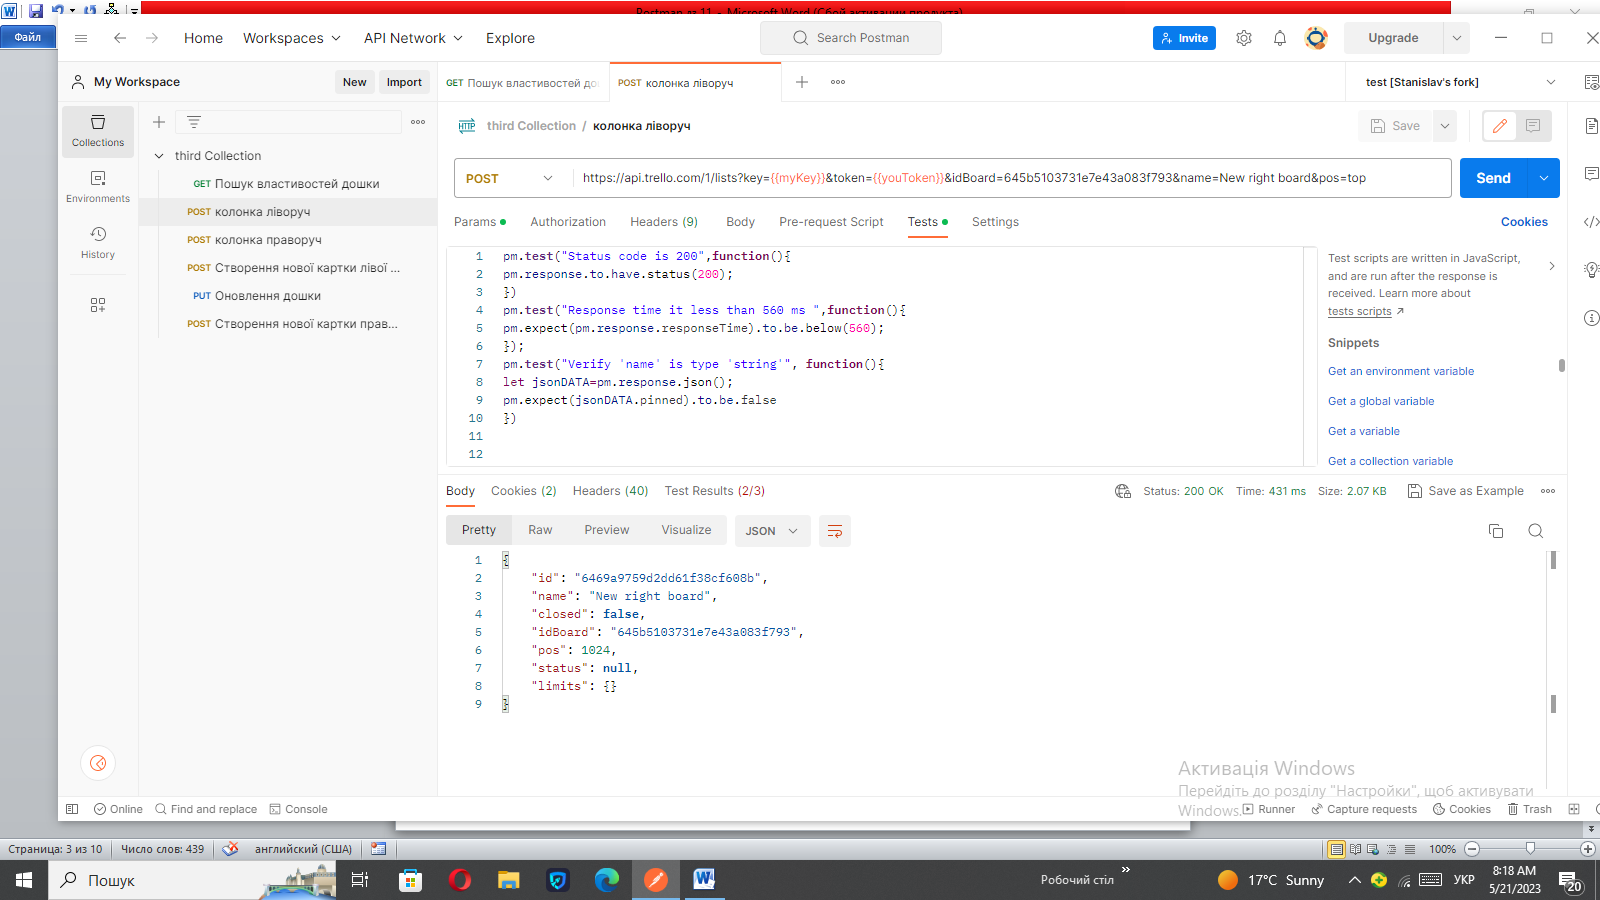 Postman дз 11 - Microsoft Word (Сбой активации продукта)
Файл
Home Workspaces API Network Explore
Search Postman
Invite
Upgrade
My Workspace
New Import
GET Пошук властивостей до
POST колонка ліворуч
test [Stanislav's fork]
Collections
Environments
History
third Collection
GET Пошук властивостей дошки
POST колонка ліворуч
POST колонка праворуч
POST Створення нової картки лівої ...
PUT Оновлення дошки
POST Створення нової картки прав...
HTTP third Collection / колонка ліворуч
Save
POST https://api.trello.com/1/lists?key={{myKey}}&token={{youToken}}&idBoard=645b5103731e7e43a083f793&name=New right board&pos=top
Send
Params Authorization Headers (9) Body Pre-request Script Tests Settings
Cookies
1 pm.test("Status code is 200",function(){
2 pm.response.to.have.status(200);
3 })
4 pm.test("Response time it less than 560 ms ",function(){
5 pm.expect(pm.response.responseTime).to.be.below(560);
6 });
7 pm.test("Verify 'name' is type 'string'", function(){
8 let jsonDATA=pm.response.json();
9 pm.expect(jsonDATA.pinned).to.be.false
10 })
11
12
Test scripts are written in JavaScript,
and are run after the response is
received. Learn more about
tests scripts
Snippets
Get an environment variable
Get a global variable
Get a variable
Get a collection variable
Body Cookies (2) Headers (40) Test Results (2/3)
Status: 200 OK Time: 431 ms Size: 2.07 KB Save as Example
Pretty Raw Preview Visualize JSON
1 {
2 "id": "6469a9759d2dd61f38cf608b",
3 "name": "New right board",
4 "closed": false,
5 "idBoard": "645b5103731e7e43a083f793",
6 "pos": 1024,
7 "status": null,
8 "limits": {}
9 }
Активація Windows
Перейдіть до розділу "Настройки", щоб активувати
Windows.
Online Find and replace Console
Runner Capture requests Cookies Trash
Страница: 3 из 10 Число слов: 439 английский (США)
100%
Пошук
Робочий стіл
17°C Sunny
УКР
8:18 AM
5/21/2023
20